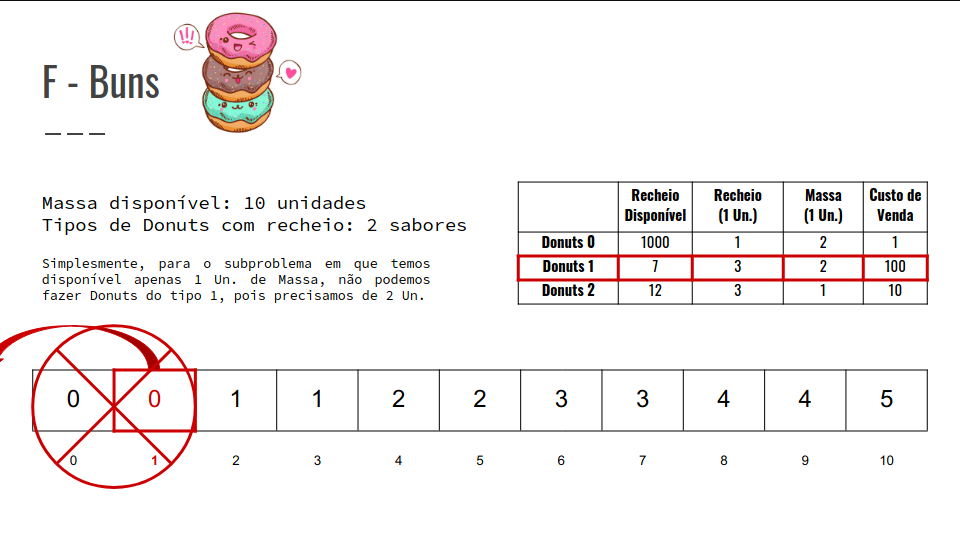 !!!
F - Buns
Massa disponível: 10 unidades
Tipos de Donuts com recheio: 2 sabores
Simplesmente, para o subproblema em que temos
disponível apenas 1 Un. de Massa, não podemos
fazer Donuts do tipo 1, pois precisamos de 2 Un.
Recheio Disponível Recheio (1 Un.) Massa (1 Un.) Custo de Venda
Donuts 0 1000 1 2 1
Donuts 1 7 3 2 100
Donuts 2 12 3 1 10
0 0 1 1 2 2 3 3 4 4 5
0 1 2 3 4 5 6 7 8 9 10